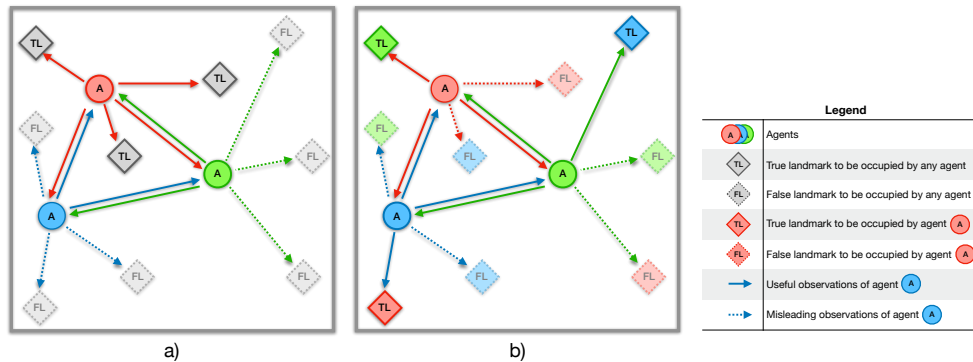 FL
TL
TL
A
FL
TL
FL
A
A
FL
FL
FL
a)
TL
TL
FL
A
FL
FL
FL
A
A
FL
FL
TL
b)
Legend
A A A Agents
TL True landmark to be occupied by any agent
FL False landmark to be occupied by any agent
TL True landmark to be occupied by agent A
FL False landmark to be occupied by agent A
Useful observations of agent A
Misleading observations of agent A